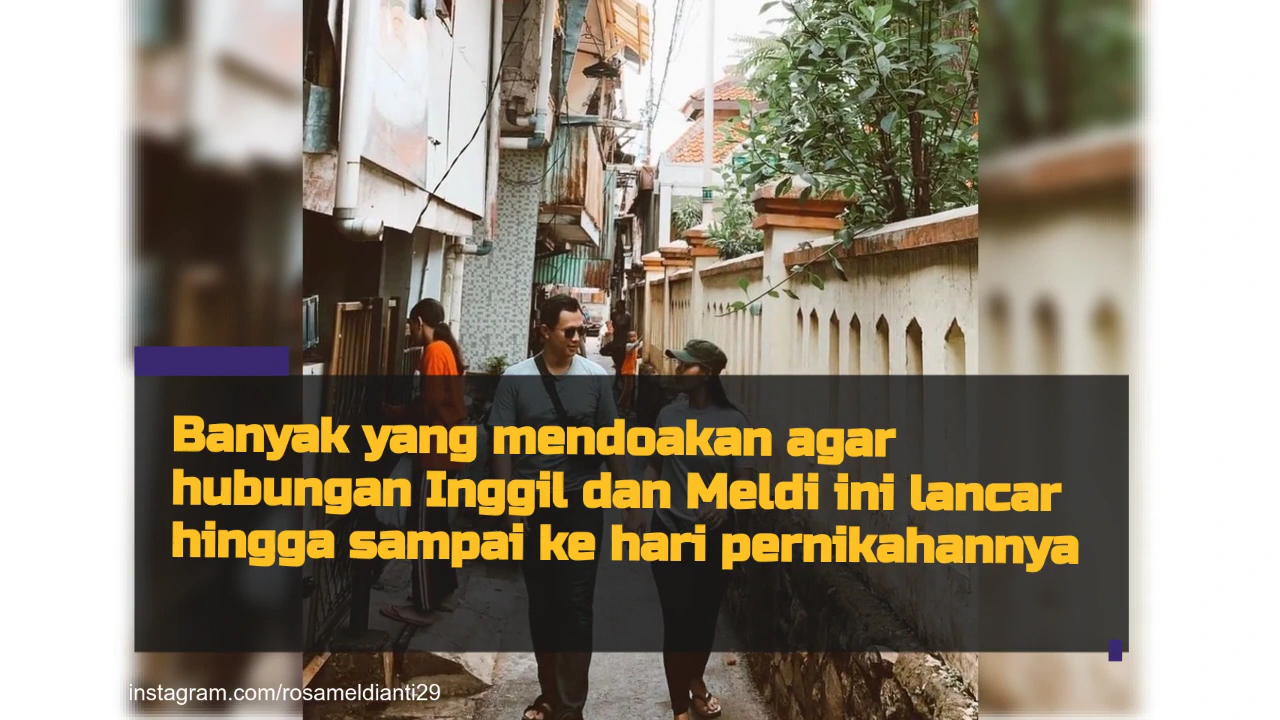 Banyak yang mendoakan agar
hubungan Inggil dan Meldi ini lancar
hingga sampai ke hari pernikahannya
instagram.com/rosameldianti29